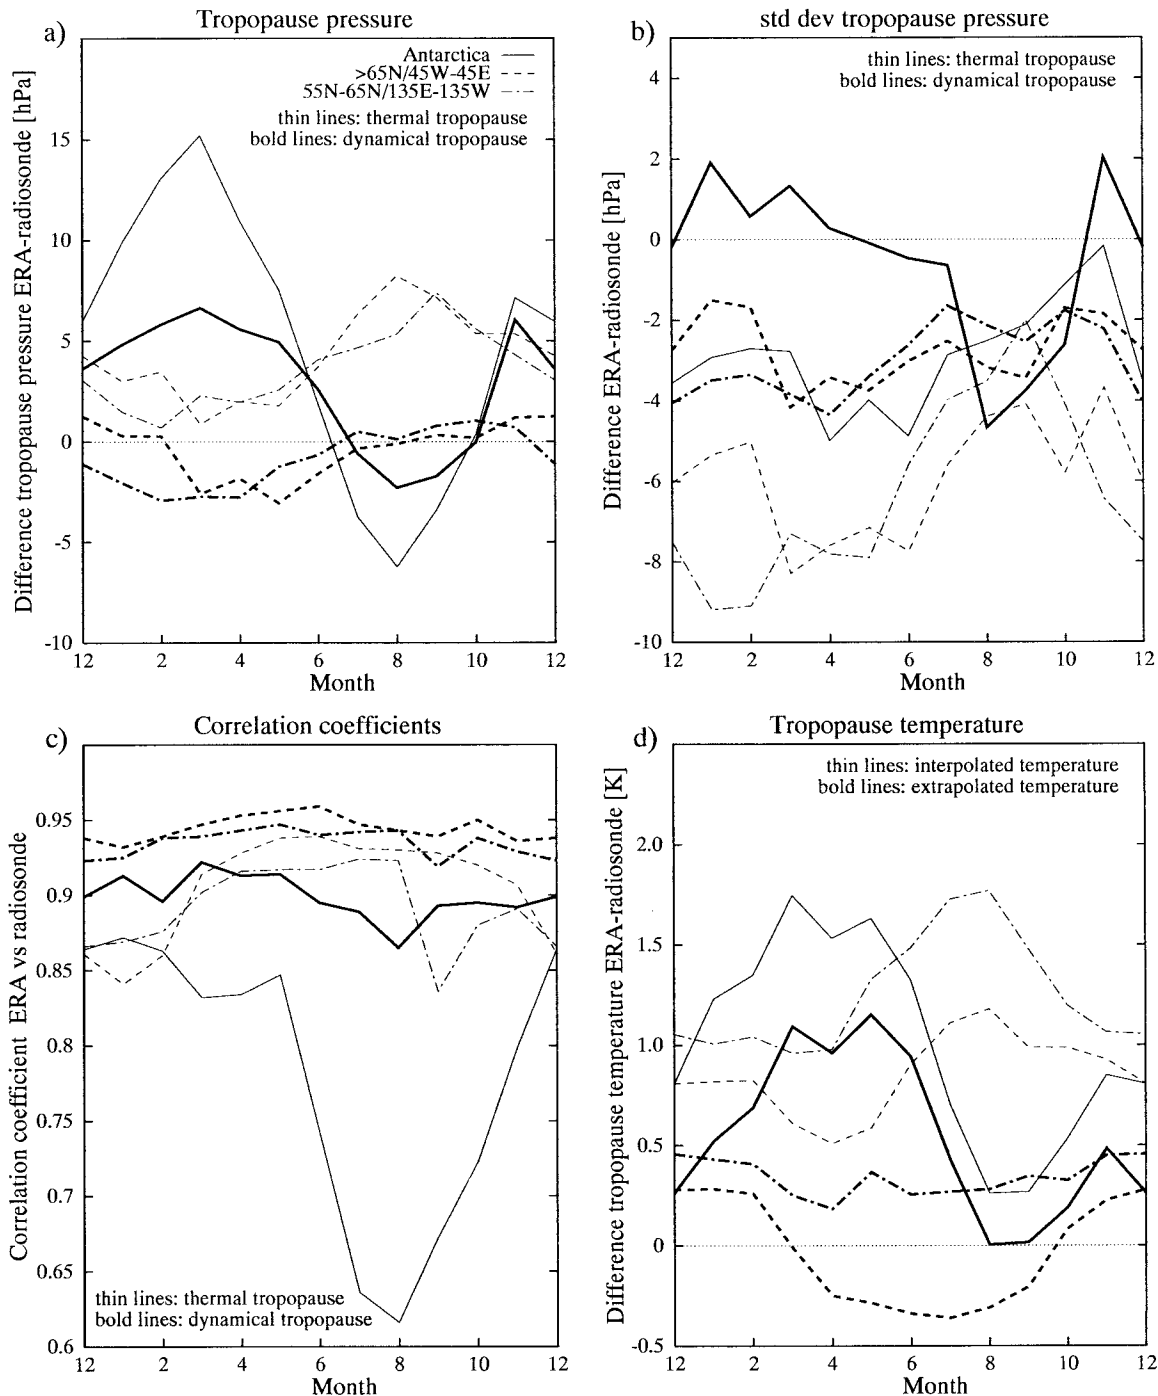 a)
Tropopause pressure
Difference tropopause pressure ERA-radiosonde [hPa]
20
15
10
5
0
-5
-10
Antarctica
>65N/45W-45E
55N-65N/135E-135W
thin lines: thermal tropopause
bold lines: dynamical tropopause
12 2 4 6 8 10 12
Month
b)
std dev tropopause pressure
Difference ERA-radiosonde [hPa]
4
2
0
-2
-4
-6
-8
-10
thin lines: thermal tropopause
bold lines: dynamical tropopause
12 2 4 6 8 10 12
Month
c)
Correlation coefficients
Correlation coefficient ERA vs radiosonde
0.95
0.9
0.85
0.8
0.75
0.7
0.65
0.6
thin lines: thermal tropopause
bold lines: dynamical tropopause
12 2 4 6 8 10 12
Month
d)
Tropopause temperature
Difference tropopause temperature ERA-radiosonde [K]
2.0
1.5
1.0
0.5
0
-0.5
thin lines: interpolated temperature
bold lines: extrapolated temperature
12 2 4 6 8 10 12
Month